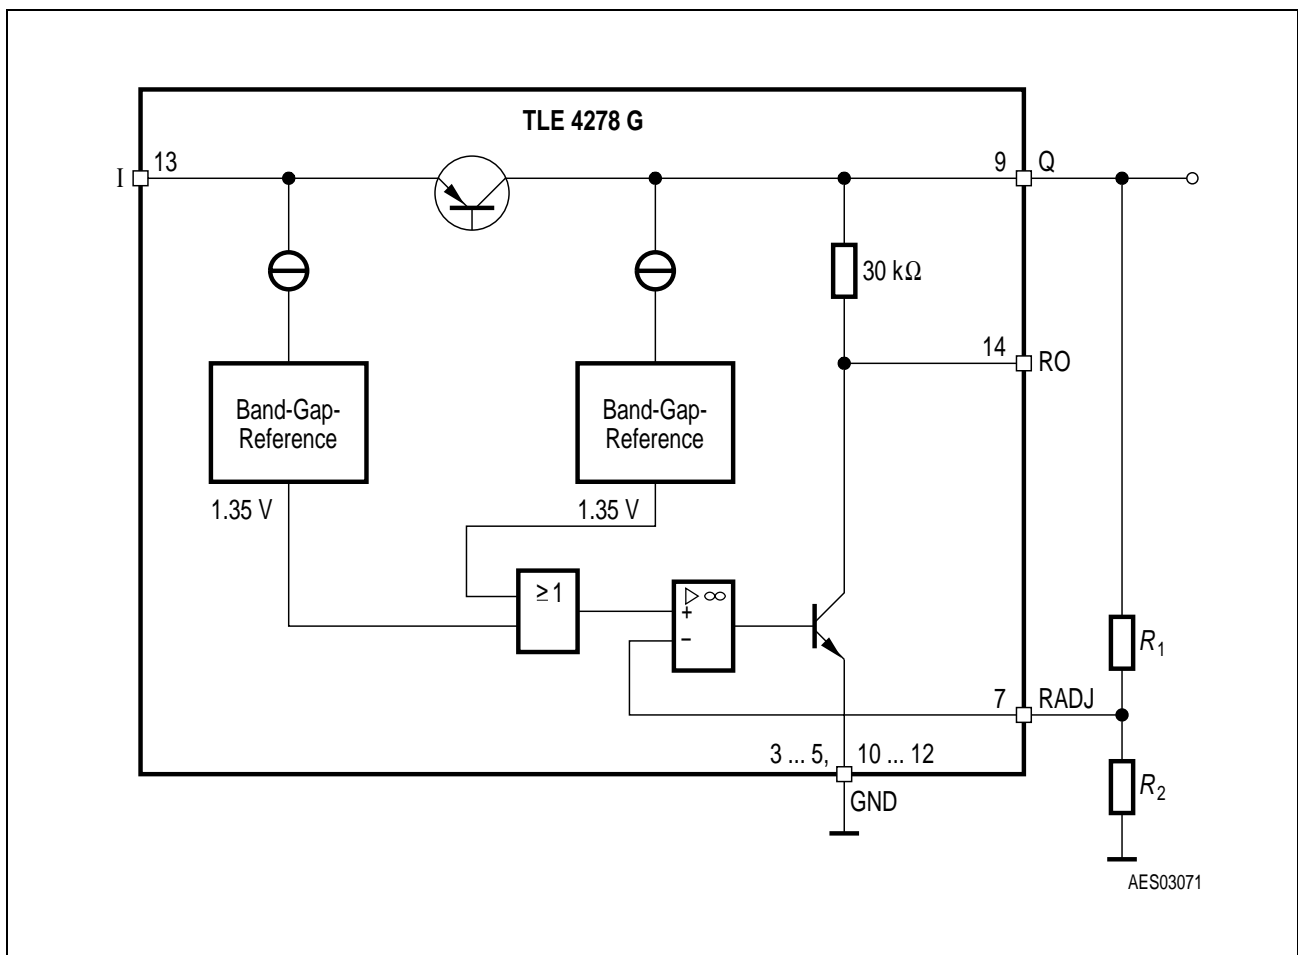 TLE 4278 G
I
13
9
Q
30 kΩ
14
RO
Band-Gap-
Reference
Band-Gap-
Reference
1.35 V
1.35 V
≥1
▷ ∞
+
−
R1
7
RADJ
3 ... 5,
10 ... 12
R2
GND
AES03071